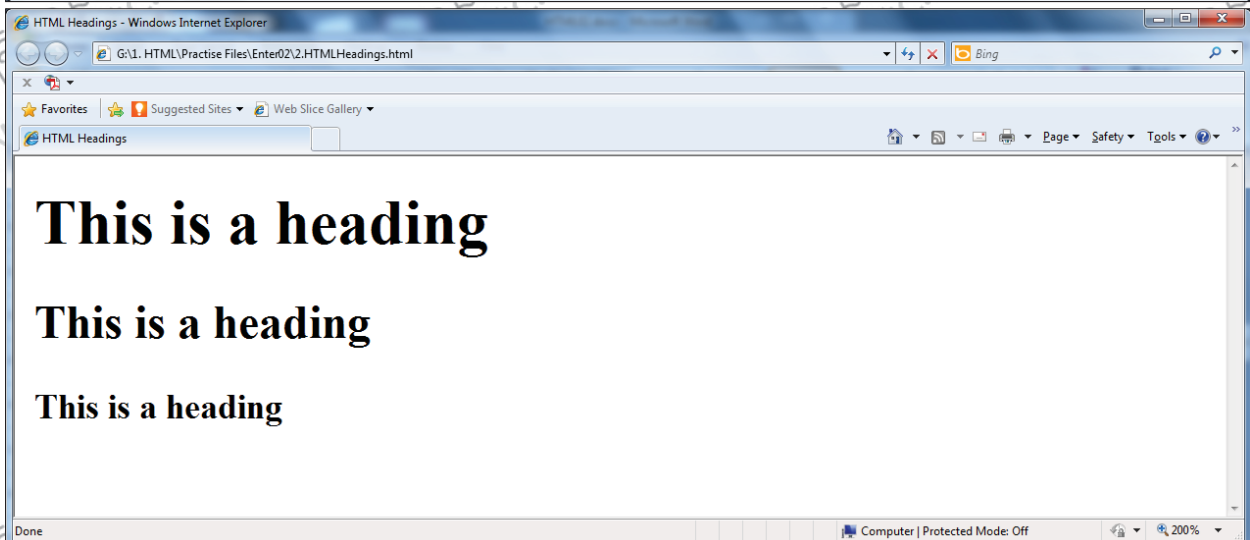 HTML Headings - Windows Internet Explorer
G:\1. HTML\Practise Files\Enter02\2.HTMLHeadings.html
Bing
Favorites Suggested Sites Web Slice Gallery
HTML Headings
Page Safety Tools
This is a heading
This is a heading
This is a heading
Done Computer | Protected Mode: Off 200%